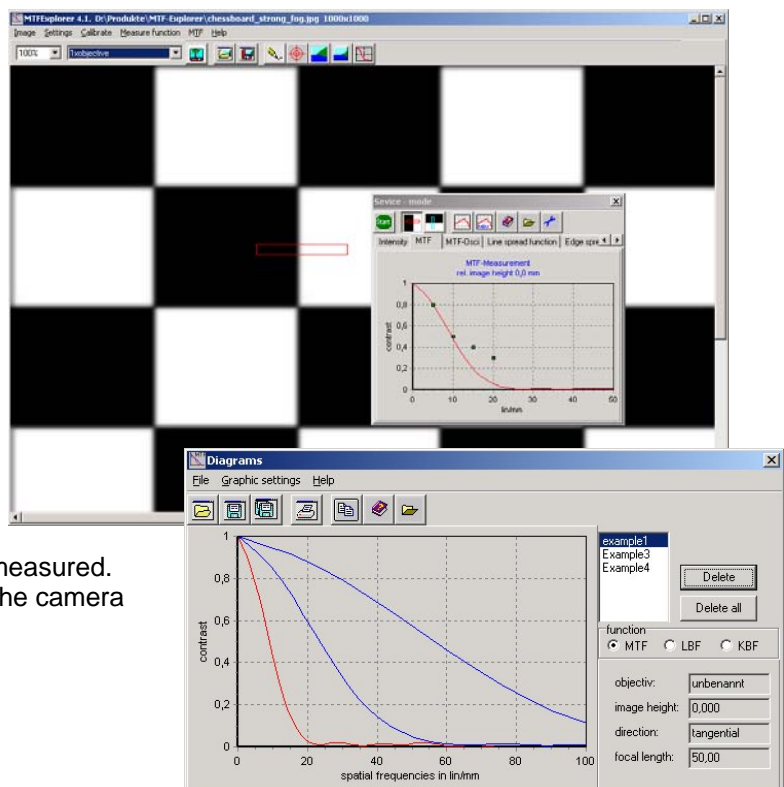 MTFExplorer 4.1. D:\Produkte\MTF-Explorer\chessboard_strong_fog.jpg 1000x1000
Image Settings Calibrate Measure function MTF Help
100% 1xobjective
Sevice - mode
Start
Intensity MTF MTF-Osci Line spread function Edge spre
MTF-Measurement
rel. image height 0,0 mm
contrast
1
0,8
0,6
0,4
0,2
0
0 10 20 30 40 50
lin/mm
measured.
he camera
Diagrams
File Graphic settings Help
contrast
1
0,8
0,6
0,4
0,2
0
0 20 40 60 80 100
spatial frequencies in lin/mm
example1
Example3
Example4
Delete
Delete all
function
MTF LBF KBF
objectiv: unbenannt
image height: 0,000
direction: tangential
focal length: 50,00